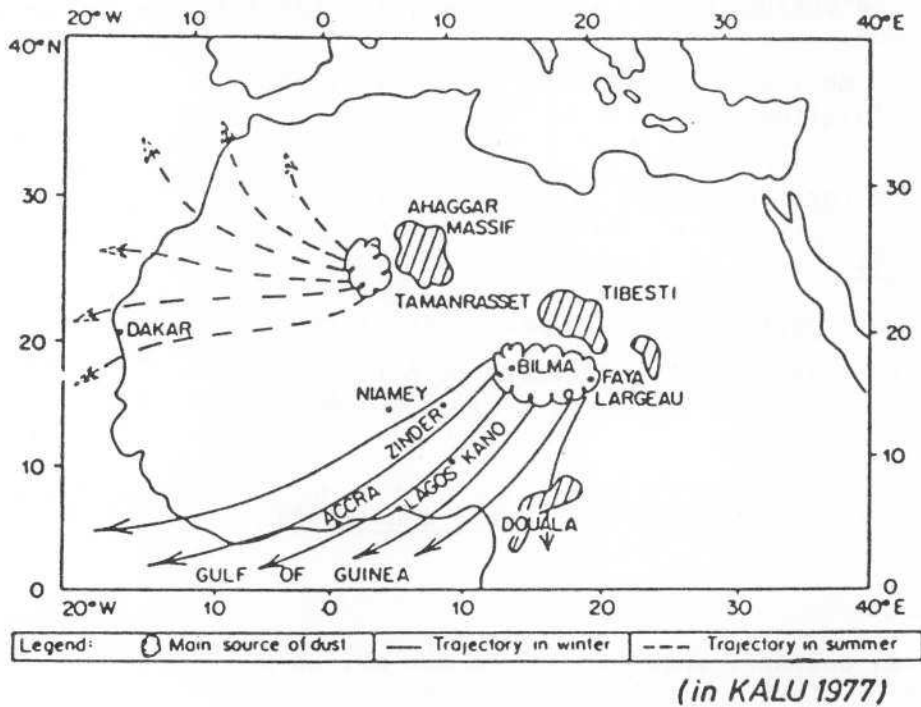 20°W 10 0 10 20 30 40°E
40°N 40
30 30
AHAGGAR
MASSIF
TAMANRASSET
TIBESTI
DAKAR
20 20
BILMA
FAYA
LARGEAU
NIAMEY
ZINDER
KANO
10 10
ACCRA
LAGOS
DOUALA
GULF OF GUINEA
0 0
20°W 10 0 10 20 30 40°E
Legend: Main source of dust Trajectory in winter Trajectory in summer
(in KALU 1977)